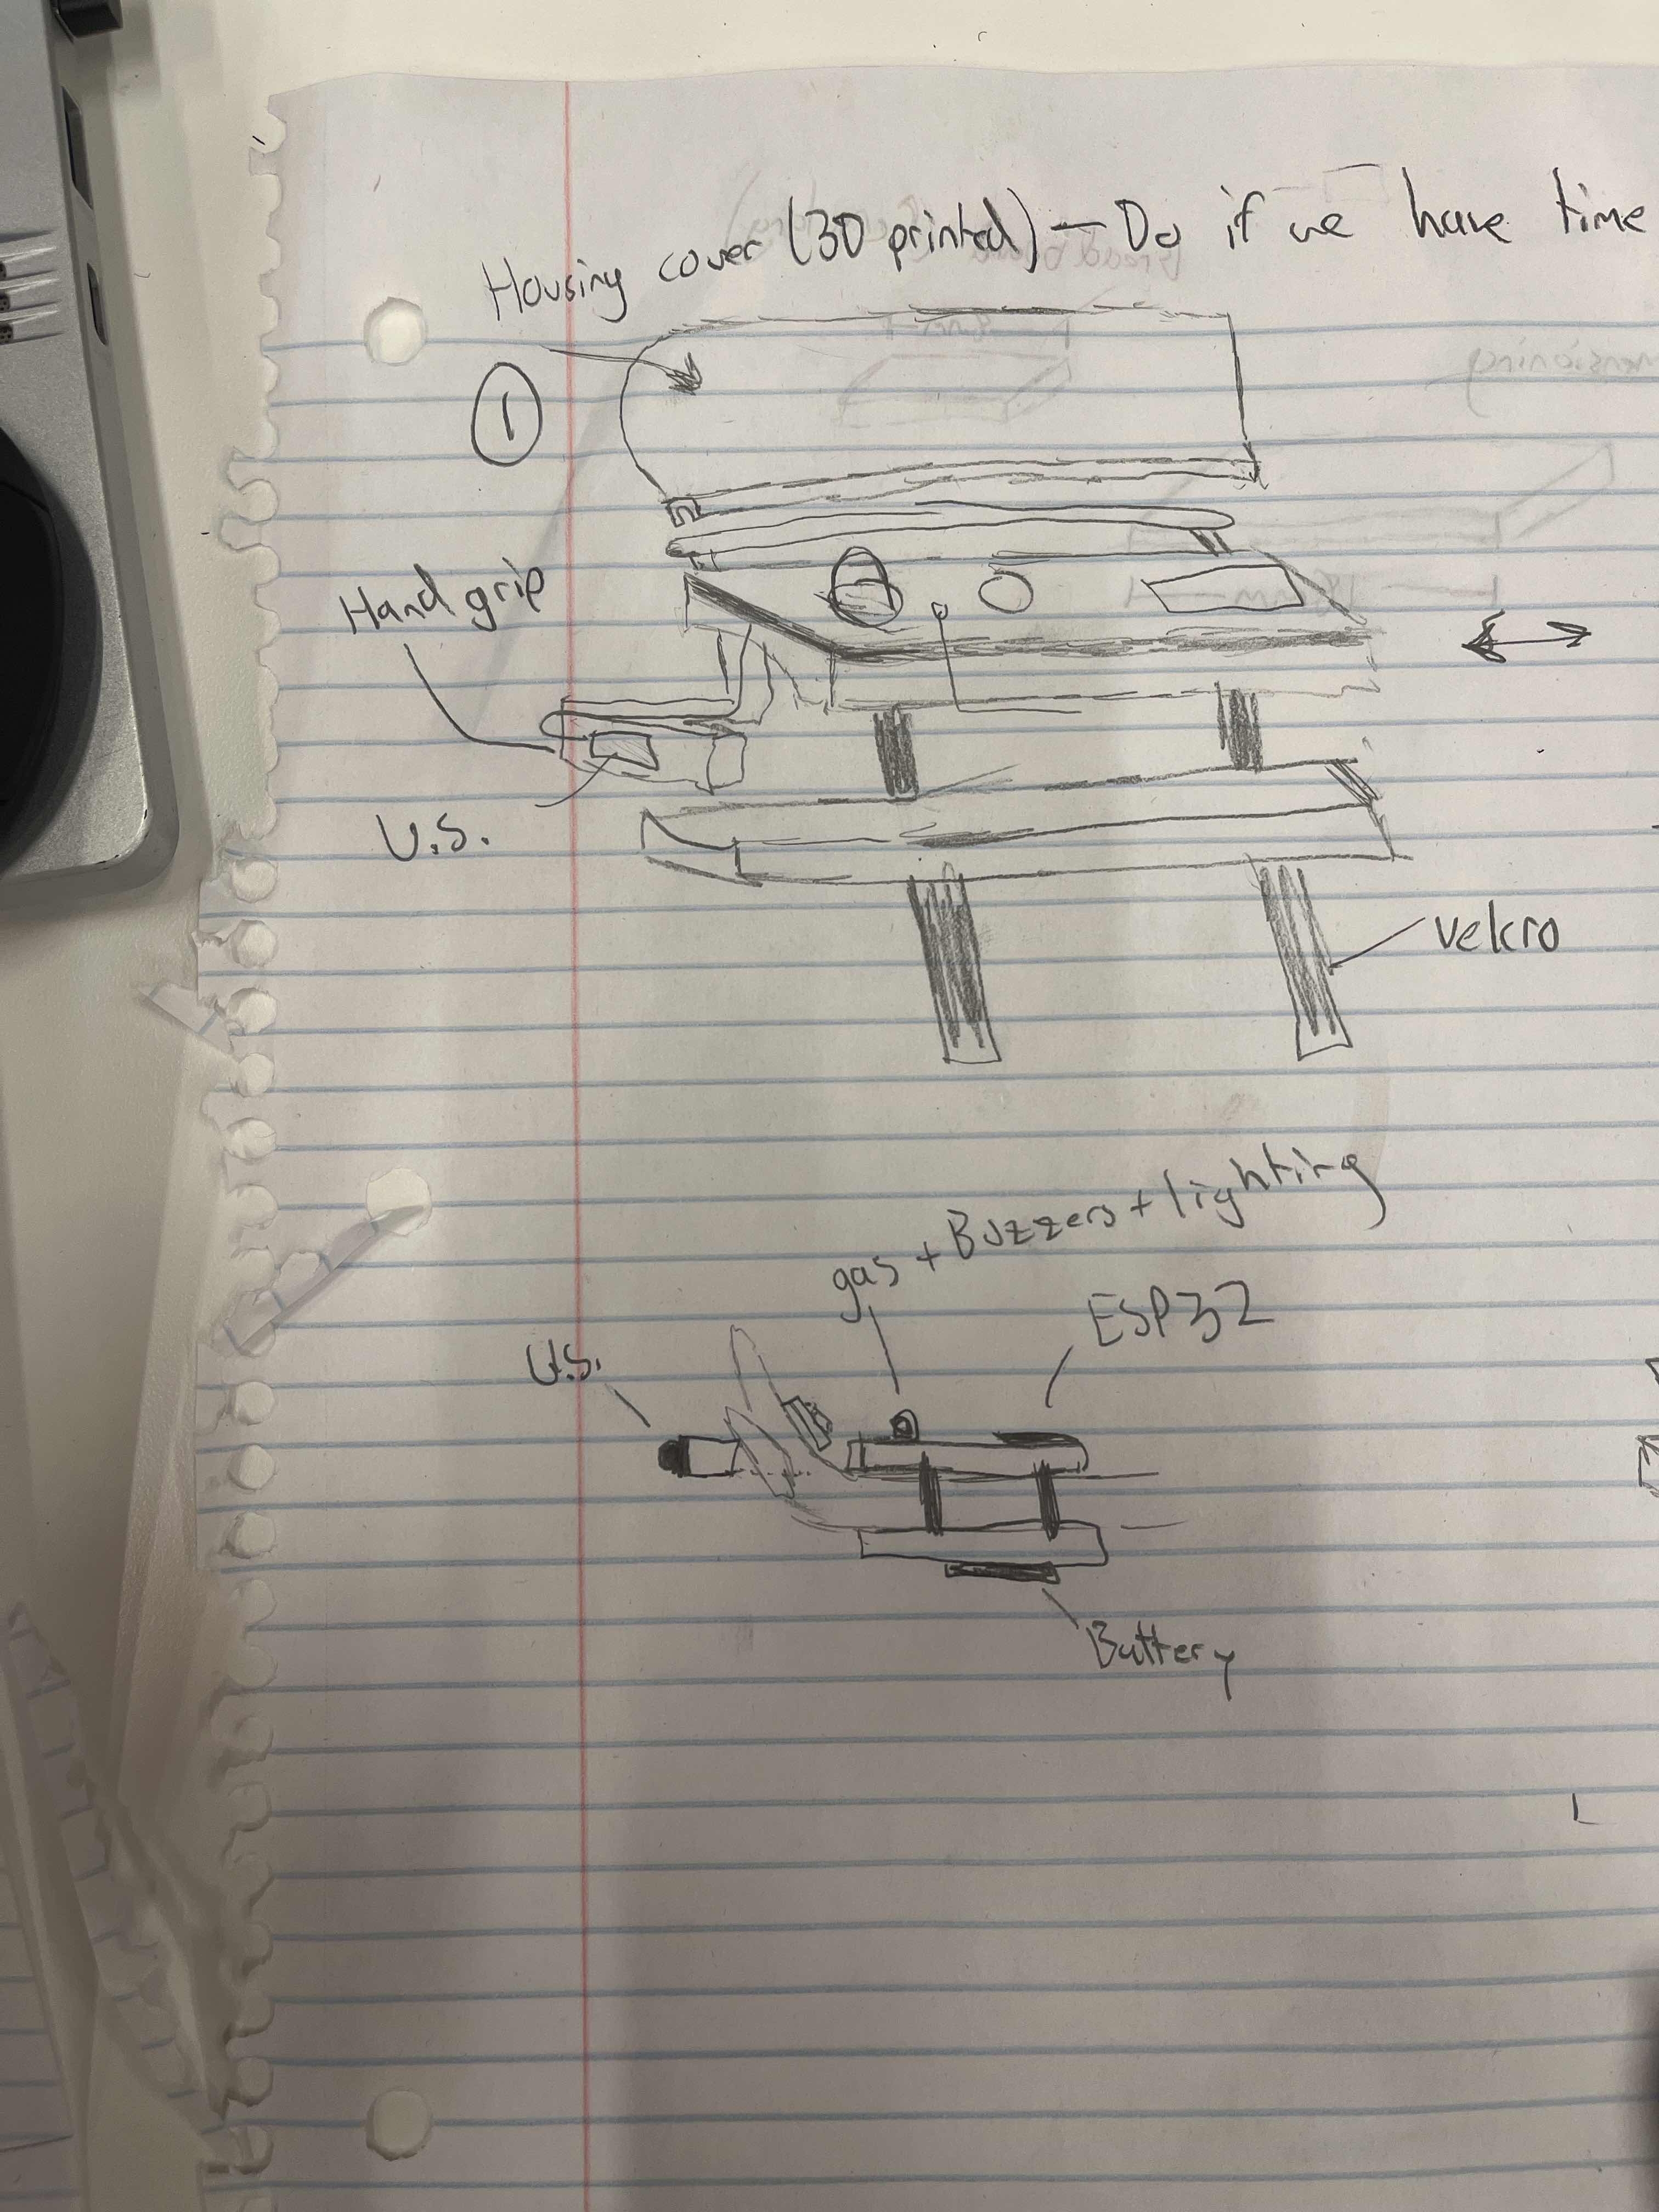 Housing cover (3D printed) — Do if we have time
①
Hand grip
U.S.
velcro
gas + Buzzers + lighting
ESP32
U.S.
Battery